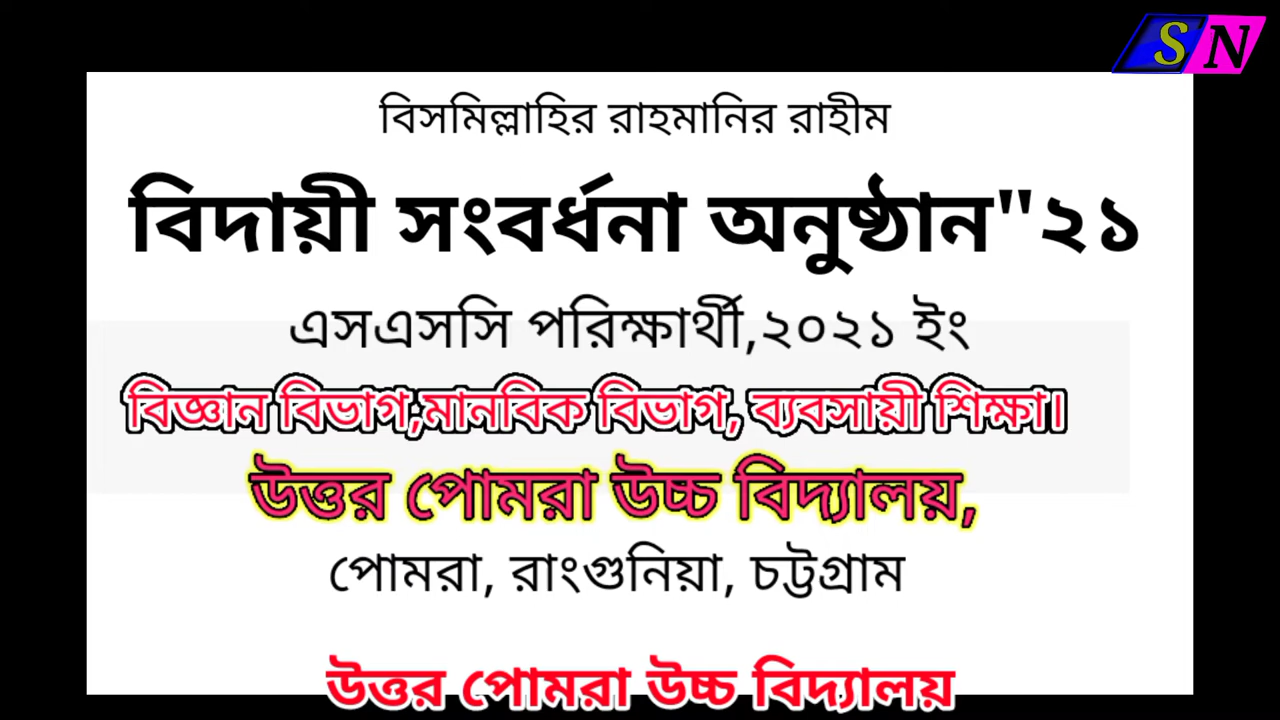 SN
বিসমিল্লাহির রাহমানির রাহীম
বিদায়ী সংবর্ধনা অনুষ্ঠান"২১
এসএসসি পরিক্ষার্থী,২০২১ ইং
বিজ্ঞান বিভাগ,মানবিক বিভাগ, ব্যবসায়ী শিক্ষা।
উত্তর পোমরা উচ্চ বিদ্যালয়,
পোমরা, রাংগুনিয়া, চট্টগ্রাম
উত্তর পোমরা উচ্চ বিদ্যালয়